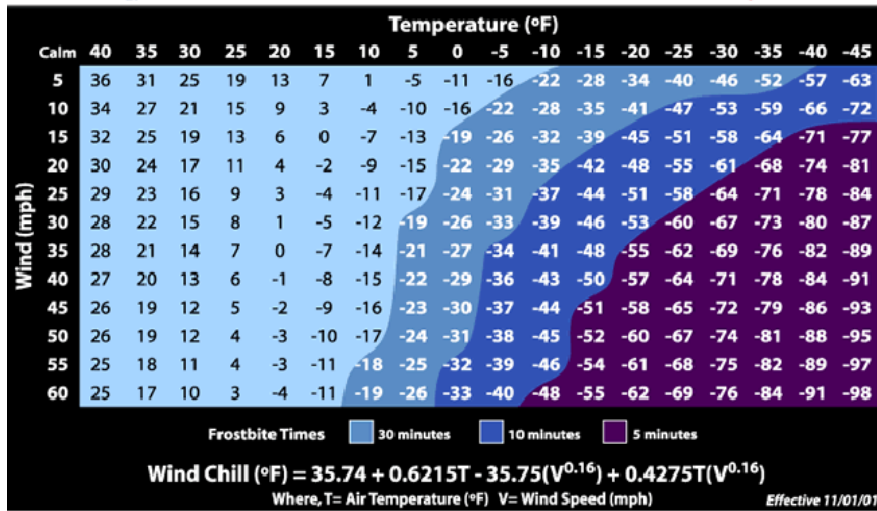 Temperature (ºF)
Calm 40 35 30 25 20 15 10 5 0 -5 -10 -15 -20 -25 -30 -35 -40 -45
5 36 31 25 19 13 7 1 -5 -11 -16 -22 -28 -34 -40 -46 -52 -57 -63
10 34 27 21 15 9 3 -4 -10 -16 -22 -28 -35 -41 -47 -53 -59 -66 -72
15 32 25 19 13 6 0 -7 -13 -19 -26 -32 -39 -45 -51 -58 -64 -71 -77
20 30 24 17 11 4 -2 -9 -15 -22 -29 -35 -42 -48 -55 -61 -68 -74 -81
25 29 23 16 9 3 -4 -11 -17 -24 -31 -37 -44 -51 -58 -64 -71 -78 -84
30 28 22 15 8 1 -5 -12 -19 -26 -33 -39 -46 -53 -60 -67 -73 -80 -87
35 28 21 14 7 0 -7 -14 -21 -27 -34 -41 -48 -55 -62 -69 -76 -82 -89
40 27 20 13 6 -1 -8 -15 -22 -29 -36 -43 -50 -57 -64 -71 -78 -84 -91
45 26 19 12 5 -2 -9 -16 -23 -30 -37 -44 -51 -58 -65 -72 -79 -86 -93
50 26 19 12 4 -3 -10 -17 -24 -31 -38 -45 -52 -60 -67 -74 -81 -88 -95
55 25 18 11 4 -3 -11 -18 -25 -32 -39 -46 -54 -61 -68 -75 -82 -89 -97
60 25 17 10 3 -4 -11 -19 -26 -33 -40 -48 -55 -62 -69 -76 -84 -91 -98
Wind (mph)
Frostbite Times 30 minutes 10 minutes 5 minutes
Wind Chill (ºF) = 35.74 + 0.6215T - 35.75(V^0.16) + 0.4275T(V^0.16)
Where, T= Air Temperature (ºF) V= Wind Speed (mph) Effective 11/01/01